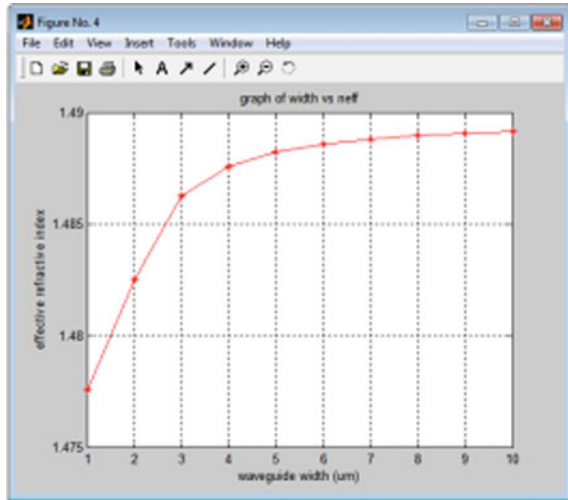 Figure No. 4
File Edit View Insert Tools Window Help
A
graph of width vs neff
1.49
1.485
1.48
1.475
effective refractive index
1 2 3 4 5 6 7 8 9 10
waveguide width (um)